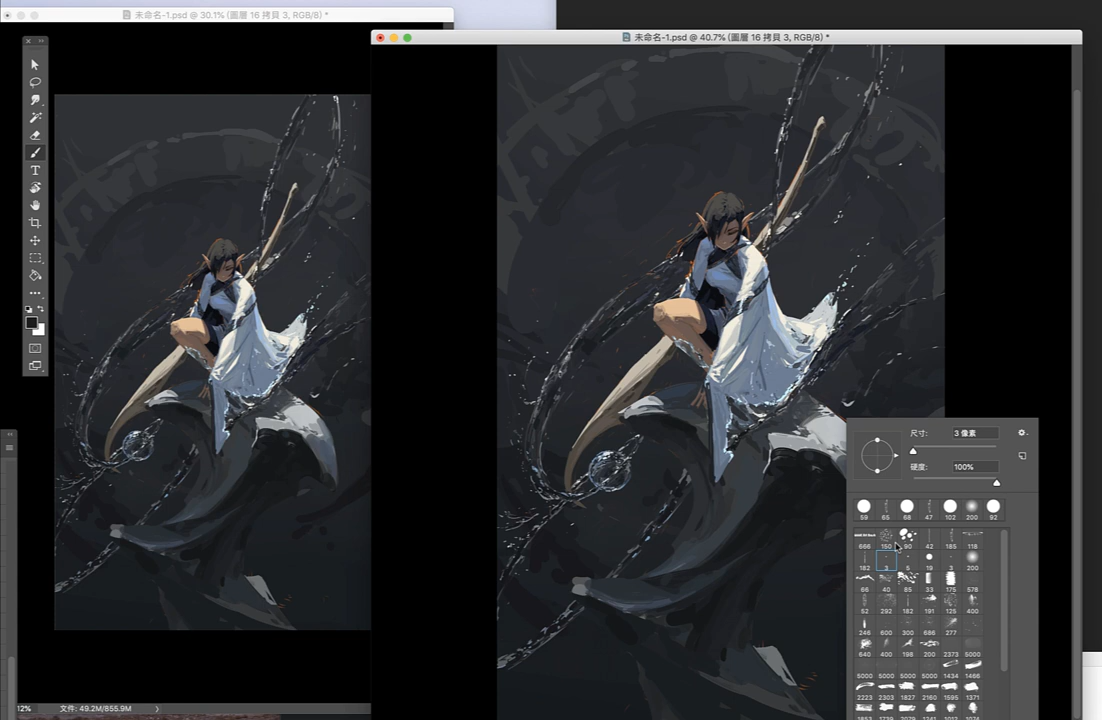 未命名-1.psd @ 30.1% (圖層 16 拷貝 3, RGB/8) *
未命名-1.psd @ 40.7% (圖層 16 拷貝 3, RGB/8) *
T
尺寸: 3 像素
硬度: 100%
59 65 68 47 102 200 92
666 150 90 42 185 118
182 3 5 19 3 200
66 40 85 33 175 578
52 292 182 191 125 400
246 600 300 686 277
640 400 198 200 2373 5000
5000 5000 5000 5000 1434 1466
2223 2303 1827 2160 1595 1371
12% 文件: 49.2M/855.9M